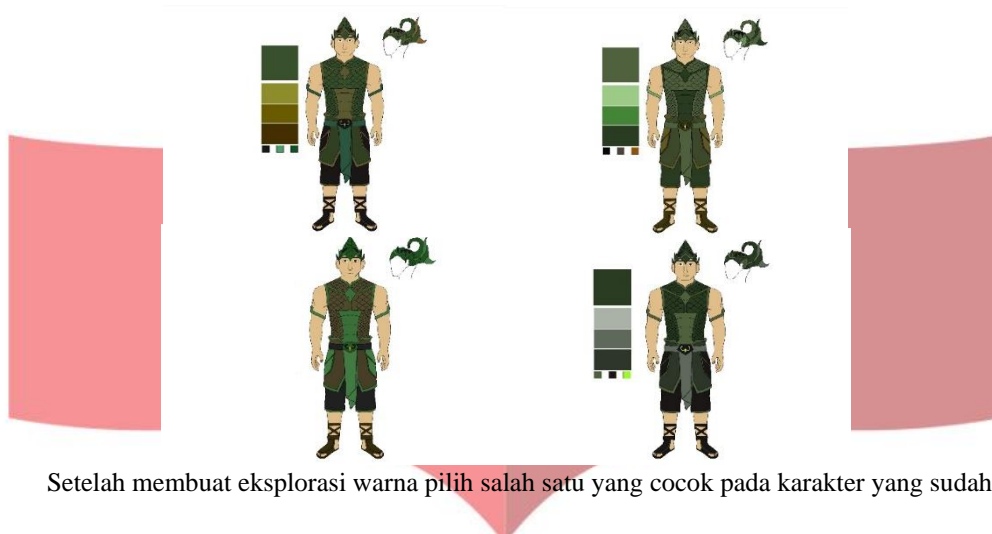 Setelah membuat eksplorasi warna pilih salah satu yang cocok pada karakter yang sudah